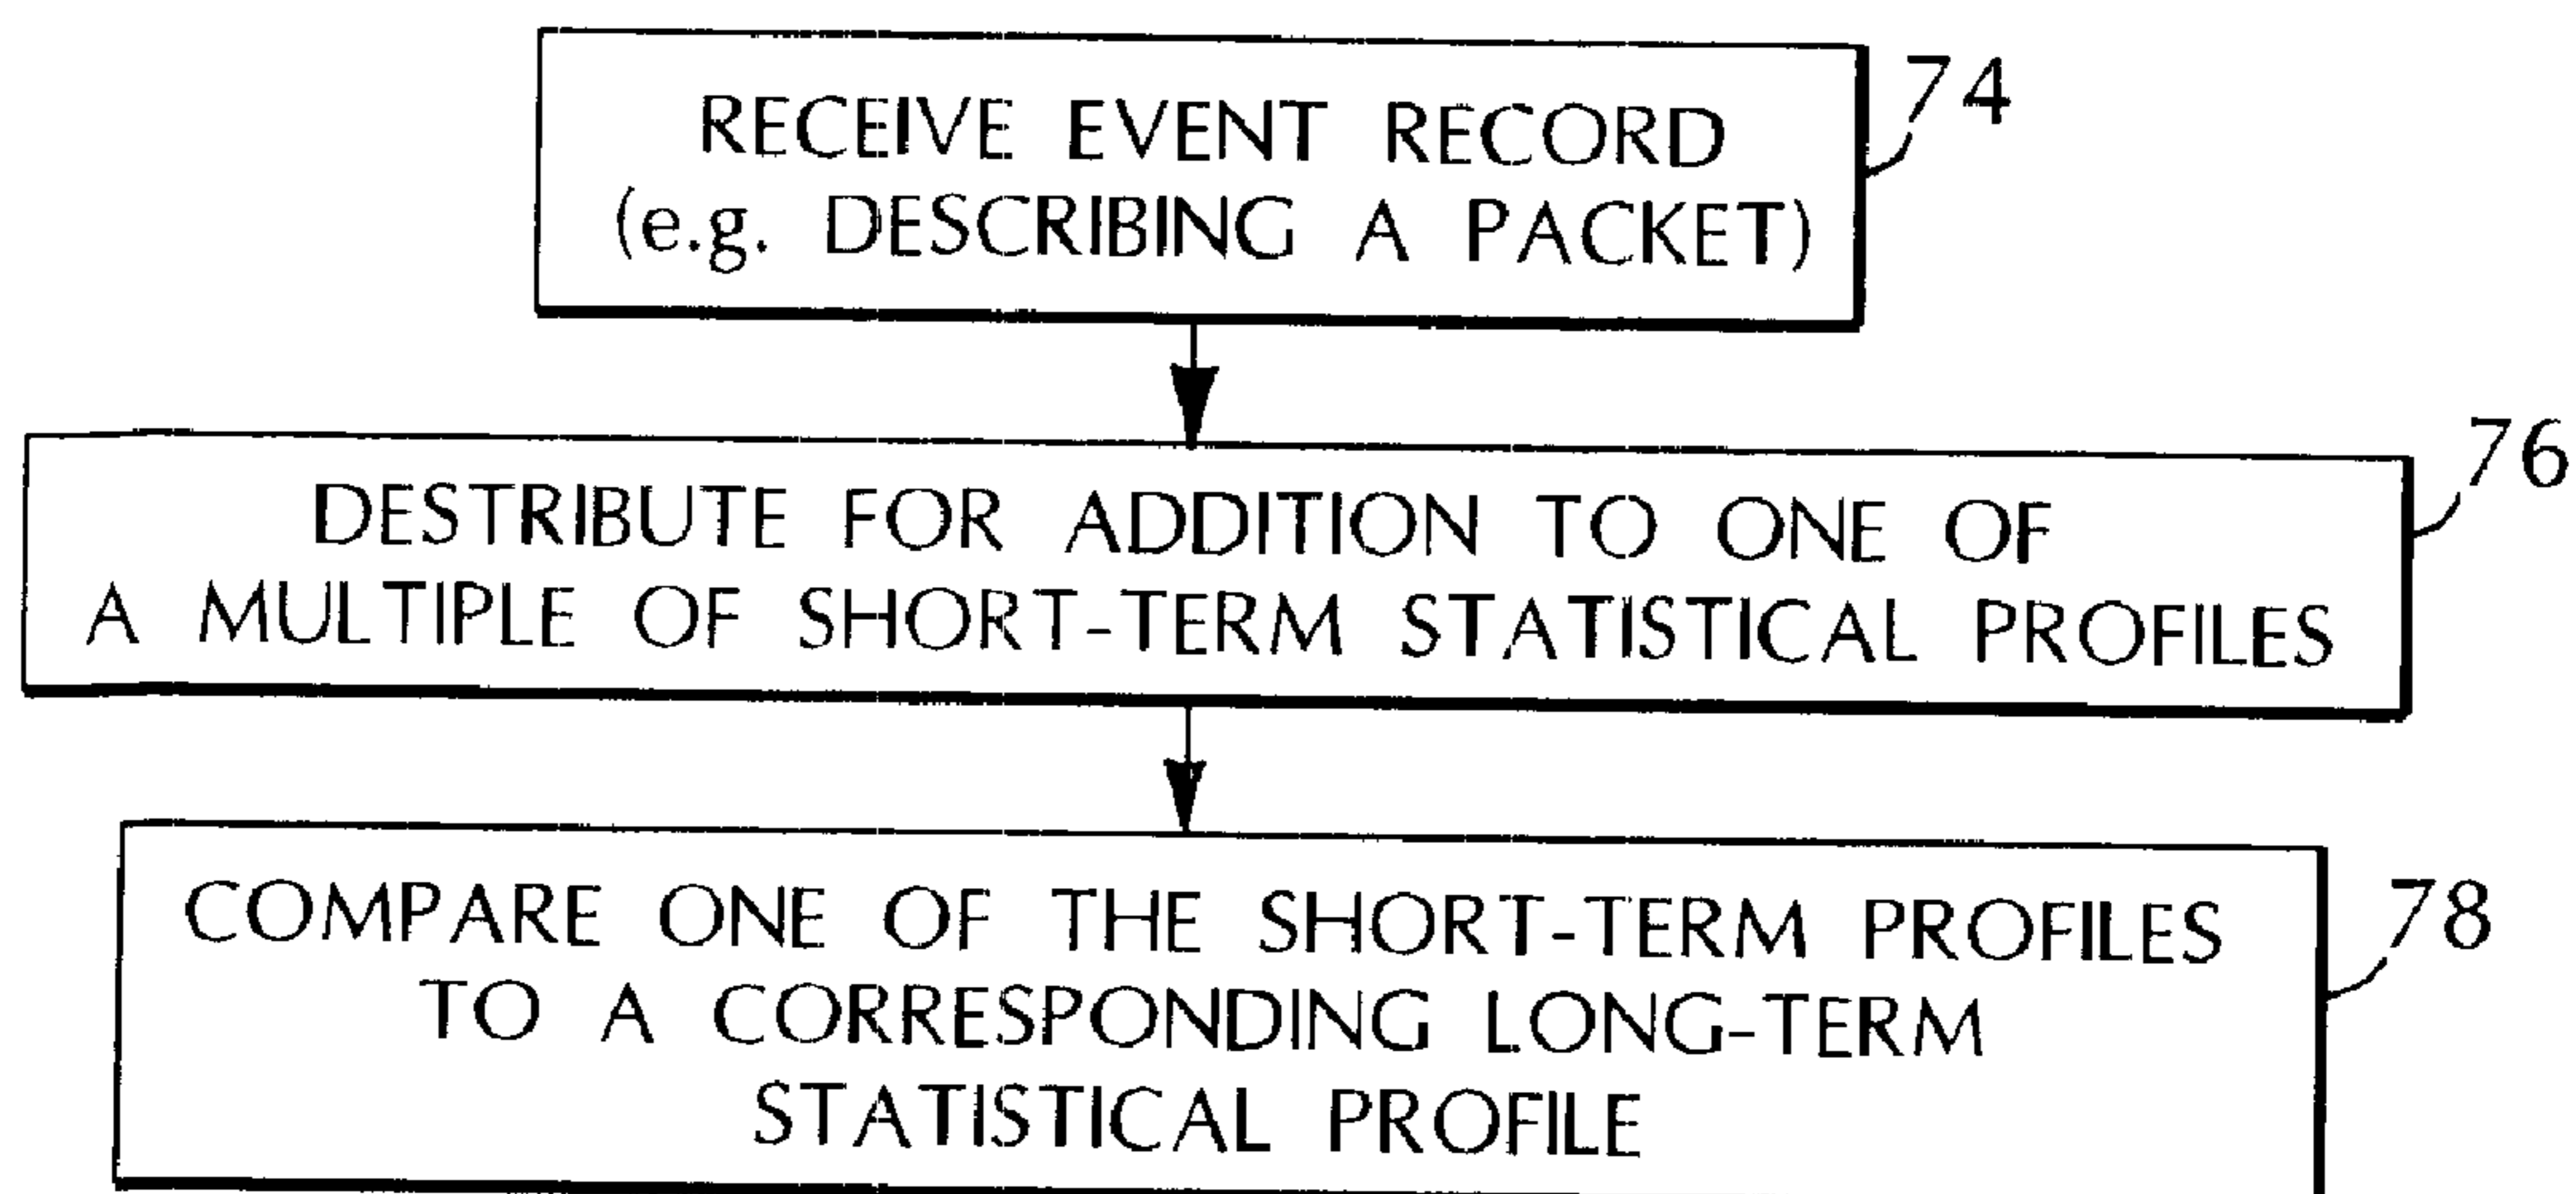 RECEIVE EVENT RECORD
74
(e.g. DESCRIBING A PACKET)
76
DESTRIBUTE FOR ADDITION TO ONE OF
A MULTIPLE OF SHORT-TERM STATISTICAL PROFILES
COMPARE ONE OF THE SHORT-TERM PROFILES
78
TO A CORRESPONDING LONG-TERM
STATISTICAL PROFILE